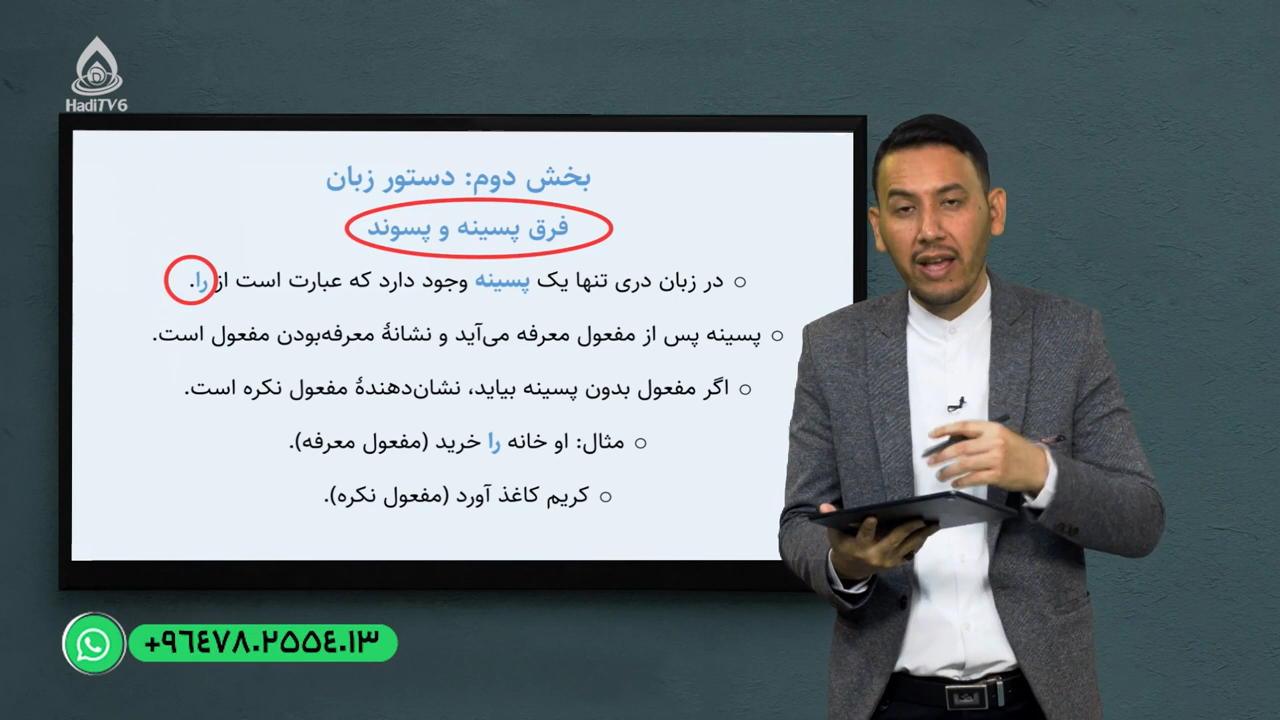 HadiTV6
بخش دوم: دستور زبان
فرق پسینه و پسوند
○ در زبان دری تنها یک پسینه وجود دارد که عبارت است از را.
○ پسینه پس از مفعول معرفه می‌آید و نشانهٔ معرفه‌بودن مفعول است.
○ اگر مفعول بدون پسینه بیاید، نشان‌دهندهٔ مفعول نکره است.
○ مثال: او خانه را خرید (مفعول معرفه).
○ کریم کاغذ آورد (مفعول نکره).
+٩٦٤٧٨٠٢٥٥٤٠١٣